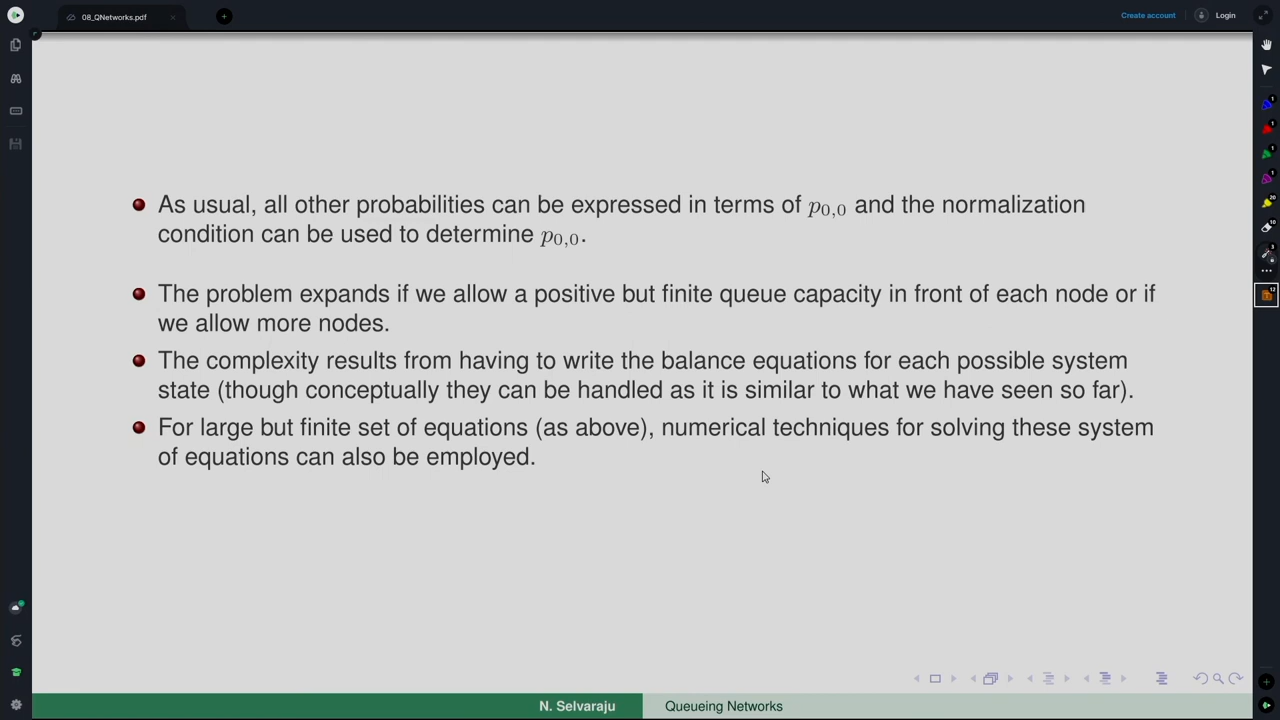 08_QNetworks.pdf
Create account
Login
As usual, all other probabilities can be expressed in terms of p0,0 and the normalization
condition can be used to determine p0,0.
The problem expands if we allow a positive but finite queue capacity in front of each node or if
we allow more nodes.
The complexity results from having to write the balance equations for each possible system
state (though conceptually they can be handled as it is similar to what we have seen so far).
For large but finite set of equations (as above), numerical techniques for solving these system
of equations can also be employed.
N. Selvaraju
Queueing Networks